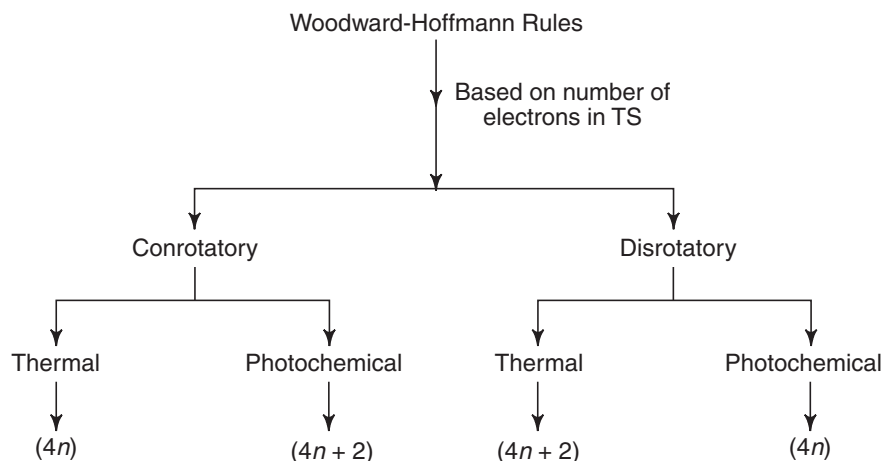 Woodward-Hoffmann Rules
Based on number of
electrons in TS
Conrotatory
Disrotatory
Thermal
Photochemical
Thermal
Photochemical
(4n)
(4n + 2)
(4n + 2)
(4n)